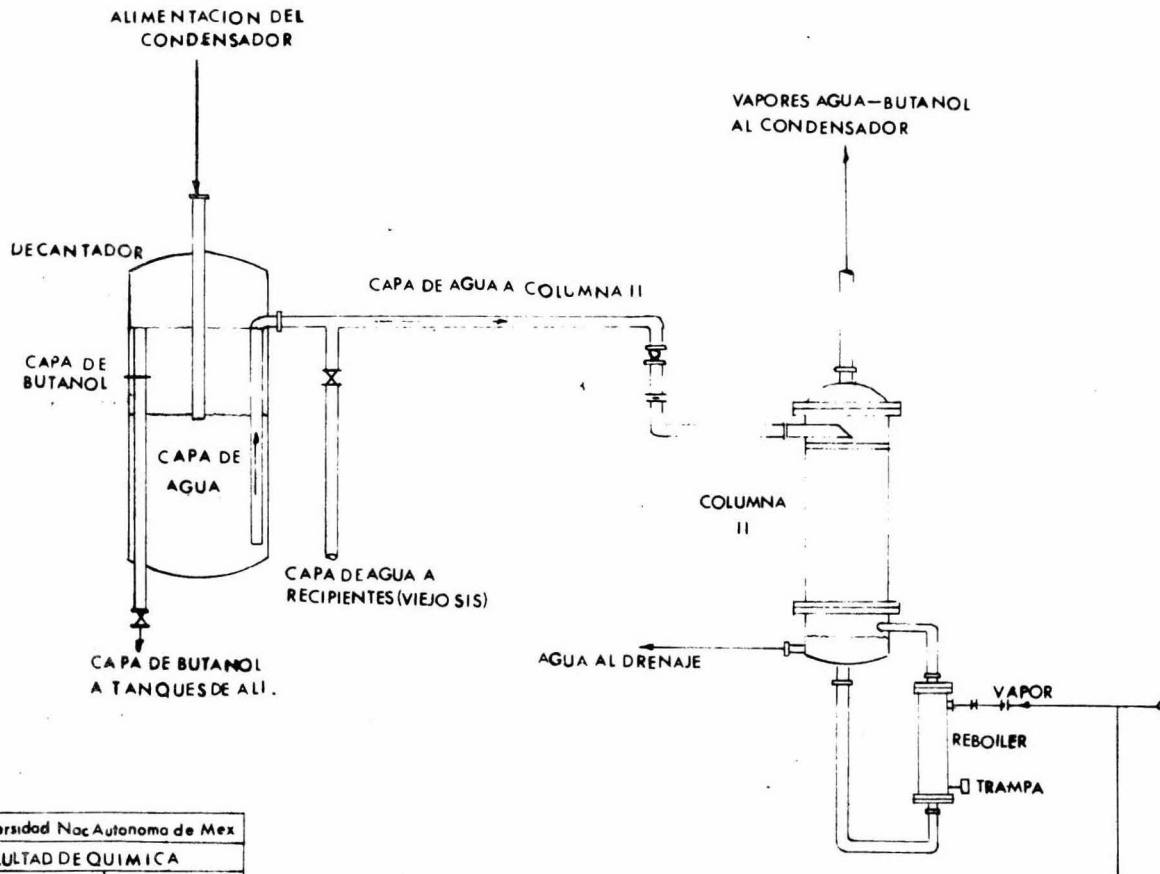 ALIMENTACION DEL
CONDENSADOR
VAPORES AGUA-BUTANOL
AL CONDENSADOR
DECANTADOR
CAPA DE AGUA A COLUMNA II
CAPA DE
BUTANOL
CAPA DE
AGUA
COLUMNA
II
CAPA DE AGUA A
RECIPIENTES (VIEJO SIS)
AGUA AL DRENAJE
CAPA DE BUTANOL
A TANQUES DE ALI.
VAPOR
REBOILER
TRAMPA
ersidad Nac Autonoma de Mex
ULTAD DE QUIMICA